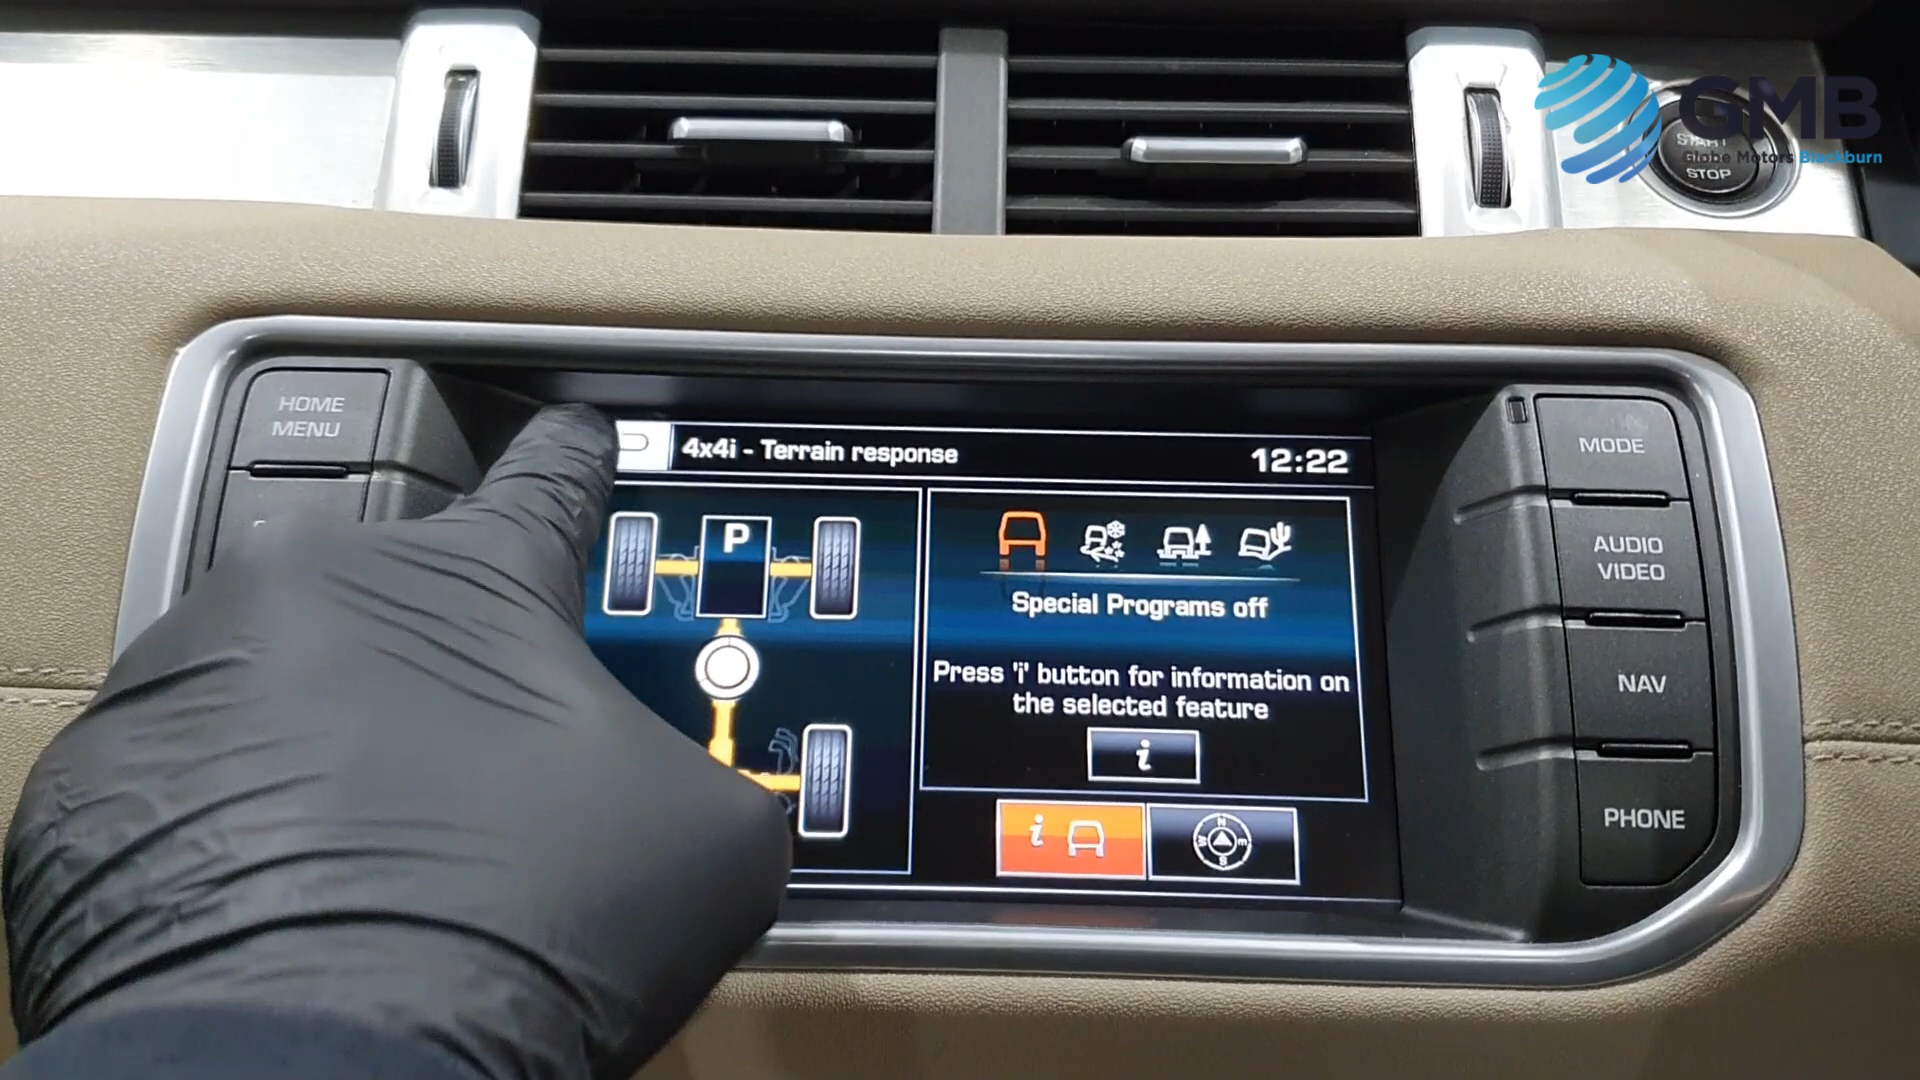 GMB
Globe Motors Blackburn
START
STOP
HOME
MENU
4x4i - Terrain response
12:22
P
Special Programs off
Press 'i' button for information on
the selected feature
i
i
N
E
S
W
MODE
AUDIO
VIDEO
NAV
PHONE